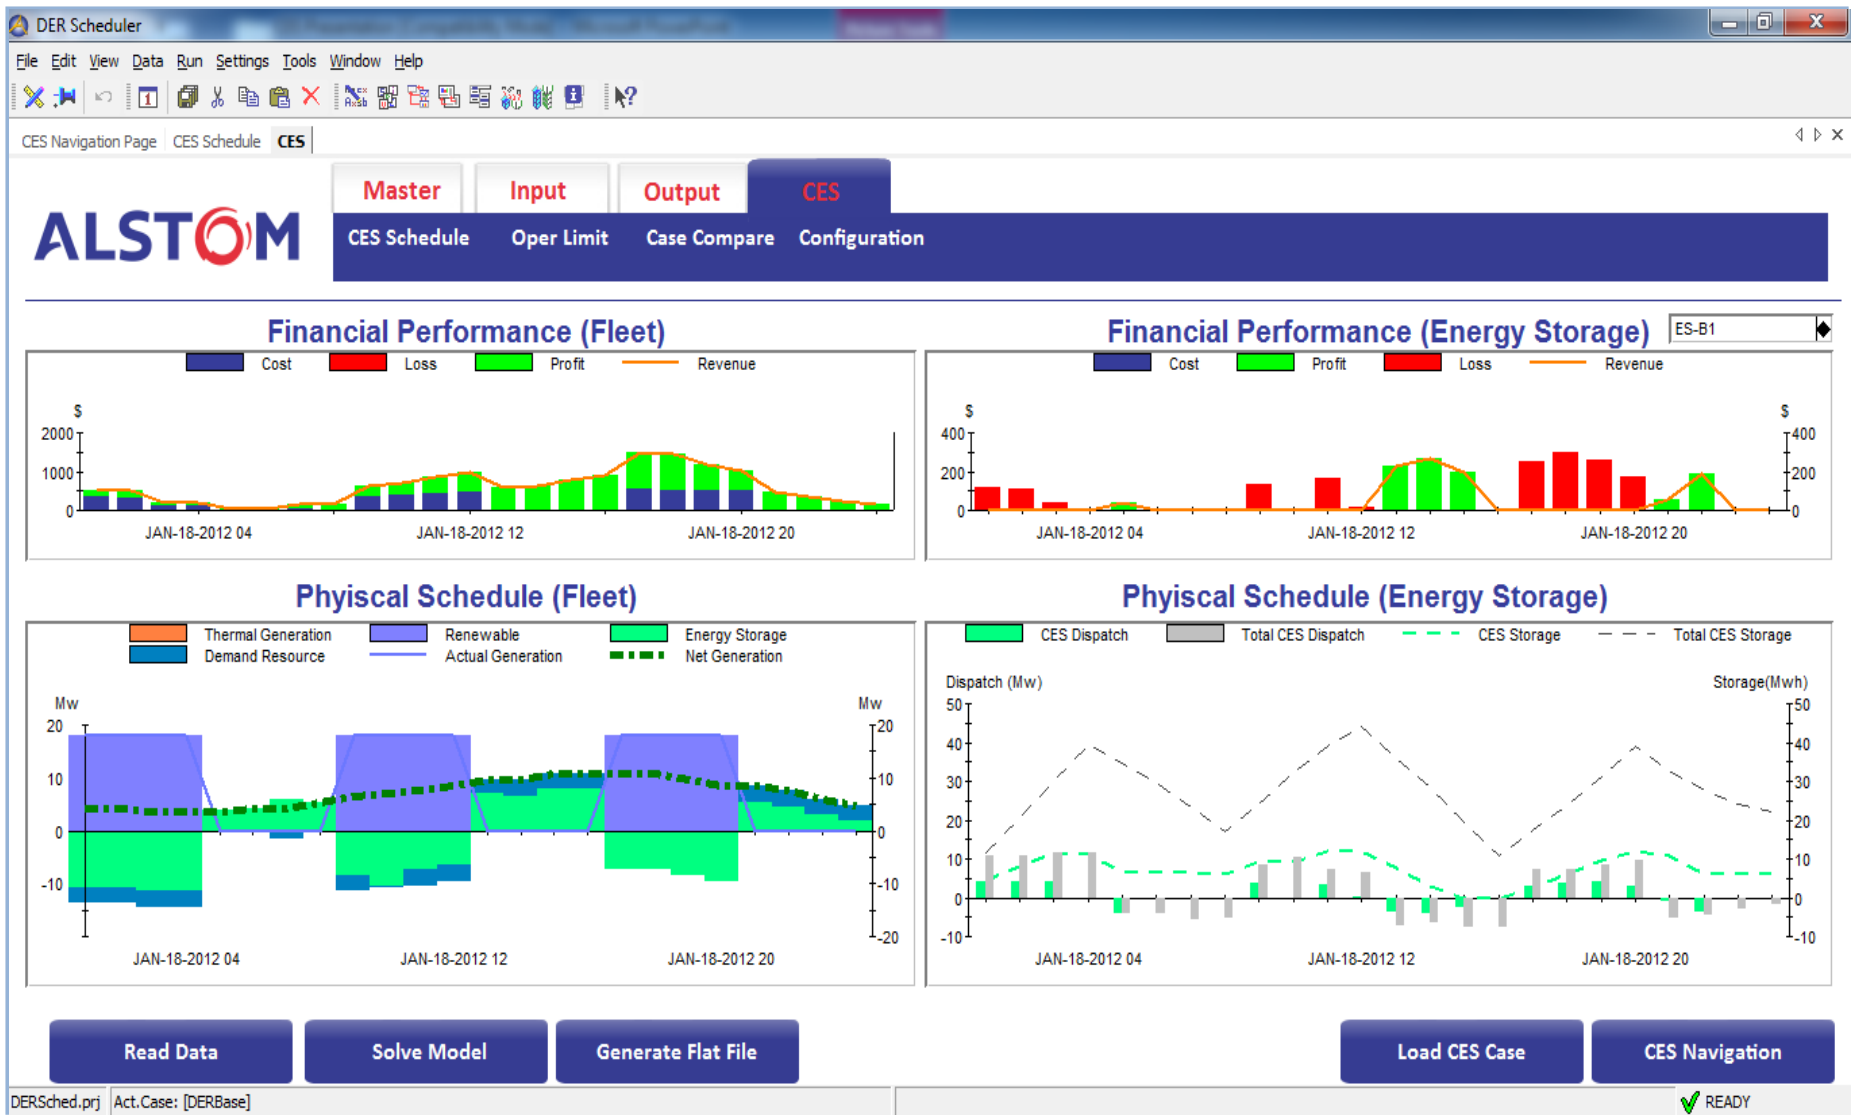 DER Scheduler
File Edit View Data Run Settings Tools Window Help
CES Navigation Page CES Schedule CES
ALSTOM
Master Input Output CES
CES Schedule Oper Limit Case Compare Configuration
Financial Performance (Fleet)
Cost Loss Profit Revenue
$
2000
1000
0
JAN-18-2012 04 JAN-18-2012 12 JAN-18-2012 20
Financial Performance (Energy Storage) ES-B1
Cost Profit Loss Revenue
$ $
400 400
200 200
0 0
JAN-18-2012 04 JAN-18-2012 12 JAN-18-2012 20
Phyiscal Schedule (Fleet)
Thermal Generation Renewable Energy Storage
Demand Resource Actual Generation Net Generation
Mw Mw
20 20
10 10
0 0
-10 -10
-20
JAN-18-2012 04 JAN-18-2012 12 JAN-18-2012 20
Phyiscal Schedule (Energy Storage)
CES Dispatch Total CES Dispatch CES Storage Total CES Storage
Dispatch (Mw) Storage(Mwh)
50 50
40 40
30 30
20 20
10 10
0 0
-10 -10
JAN-18-2012 04 JAN-18-2012 12 JAN-18-2012 20
Read Data Solve Model Generate Flat File Load CES Case CES Navigation
DERSched.prj Act.Case: [DERBase] READY